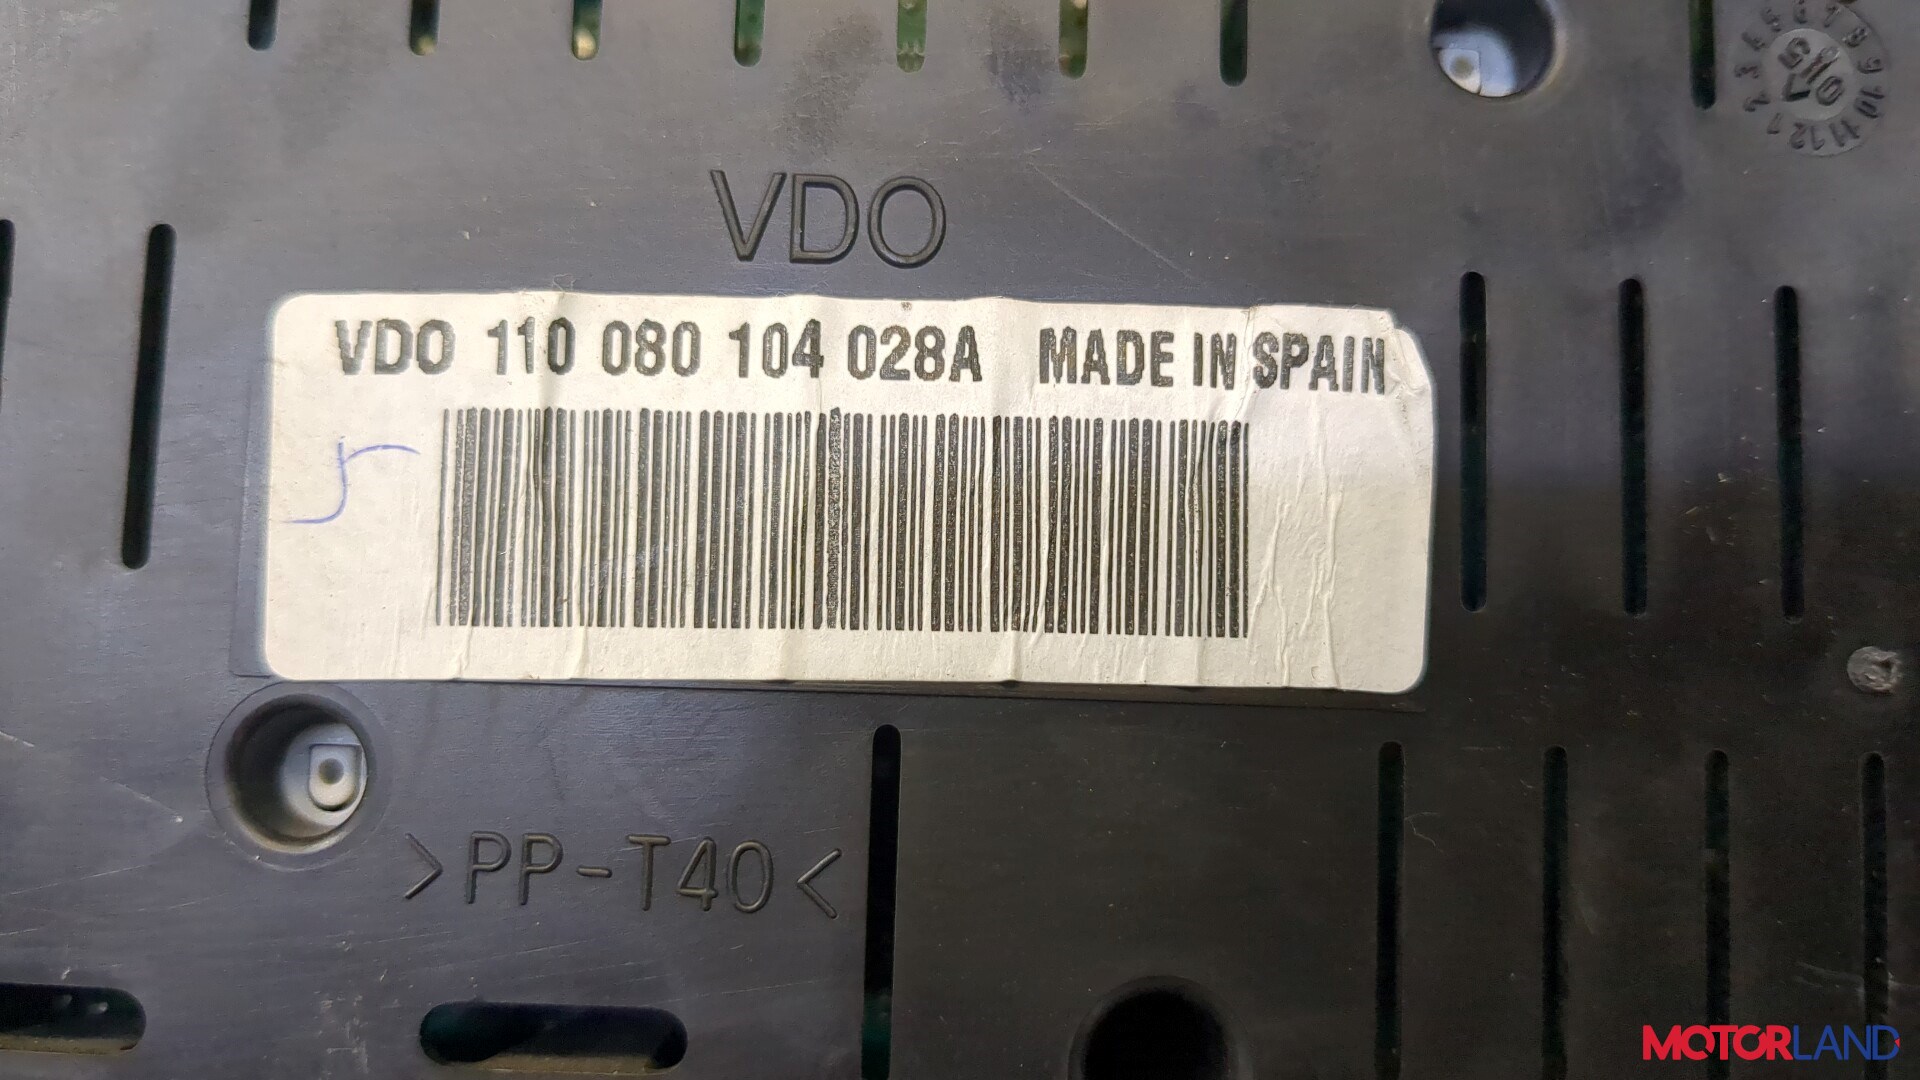 VDO
VDO 110 080 104 028A MADE IN SPAIN
>PP-T40<
MOTORLAND